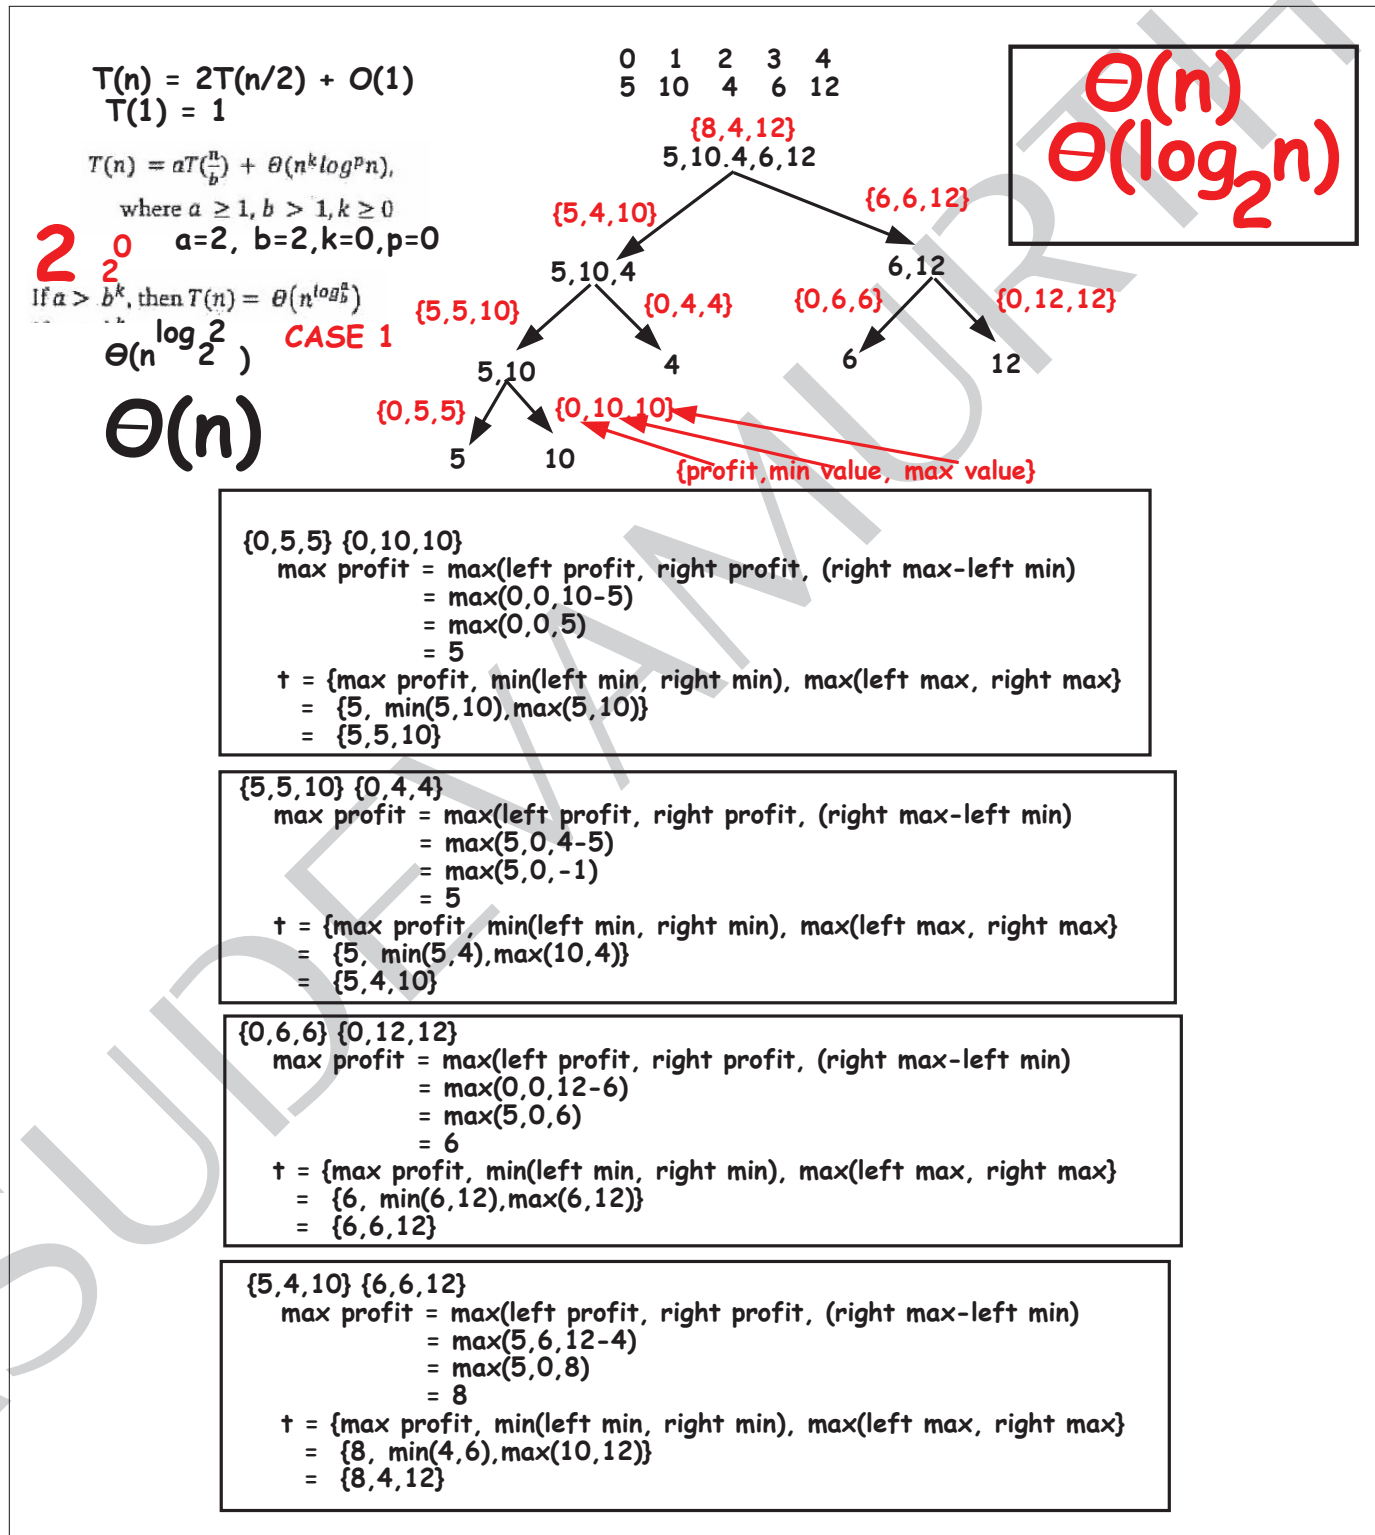 T(n) = 2T(n/2) + O(1)
T(1) = 1
T(n) = aT(n/b) + θ(n^k log^p n),
where a ≥ 1, b > 1, k ≥ 0
2 0 a=2, b=2,k=0,p=0
2
If a > b^k, then T(n) = θ(n^log_b^a)
Θ(n^log_2 2)
CASE 1
Θ(n)
0 1 2 3 4
5 10 4 6 12
{8,4,12}
5,10.4,6,12
{5,4,10} {6,6,12}
5,10,4 6,12
{5,5,10} {0,4,4} {0,6,6} {0,12,12}
5,10 4 6 12
{0,5,5} {0,10,10}
5 10
{profit,min value, max value}
Θ(n)
Θ(log2n)
{0,5,5} {0,10,10}
max profit = max(left profit, right profit, (right max-left min)
= max(0,0,10-5)
= max(0,0,5)
= 5
t = {max profit, min(left min, right min), max(left max, right max}
= {5, min(5,10),max(5,10)}
= {5,5,10}
{5,5,10} {0,4,4}
max profit = max(left profit, right profit, (right max-left min)
= max(5,0,4-5)
= max(5,0,-1)
= 5
t = {max profit, min(left min, right min), max(left max, right max}
= {5, min(5,4),max(10,4)}
= {5,4,10}
{0,6,6} {0,12,12}
max profit = max(left profit, right profit, (right max-left min)
= max(0,0,12-6)
= max(5,0,6)
= 6
t = {max profit, min(left min, right min), max(left max, right max}
= {6, min(6,12),max(6,12)}
= {6,6,12}
{5,4,10} {6,6,12}
max profit = max(left profit, right profit, (right max-left min)
= max(5,6,12-4)
= max(5,0,8)
= 8
t = {max profit, min(left min, right min), max(left max, right max}
= {8, min(4,6),max(10,12)}
= {8,4,12}